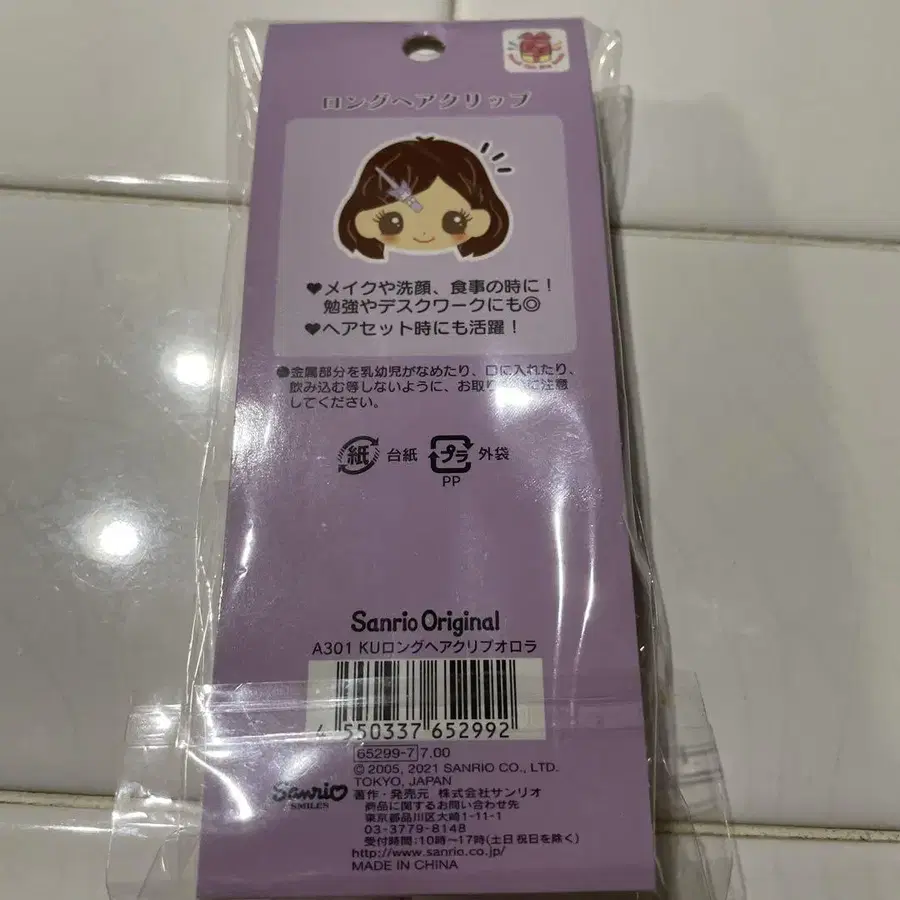 ロングヘアクリップ
♥メイクや洗顔、食事の時に!
勉強やデスクワークにも◎
♥ヘアセット時にも活躍!
●金属部分を乳幼児がなめたり、口に入れたり、
飲み込む等しないように、お取り
注意
してください。
紙 台紙 プラ 外袋
PP
Sanrio Original
A301 KUロングヘアクリプオロラ
4 550337 652992
65299-7 7.00
© 2005, 2021 SANRIO CO., LTD.
TOKYO, JAPAN
Sanrio
SMILES
著作・発売元 株式会社サンリオ
商品に関するお問い合わせ先
東京都品川区大崎1-11-1
03-3779-8148
受付時間:10時〜17時(土日祝日を除く)
http://www.sanrio.co.jp/
MADE IN CHINA